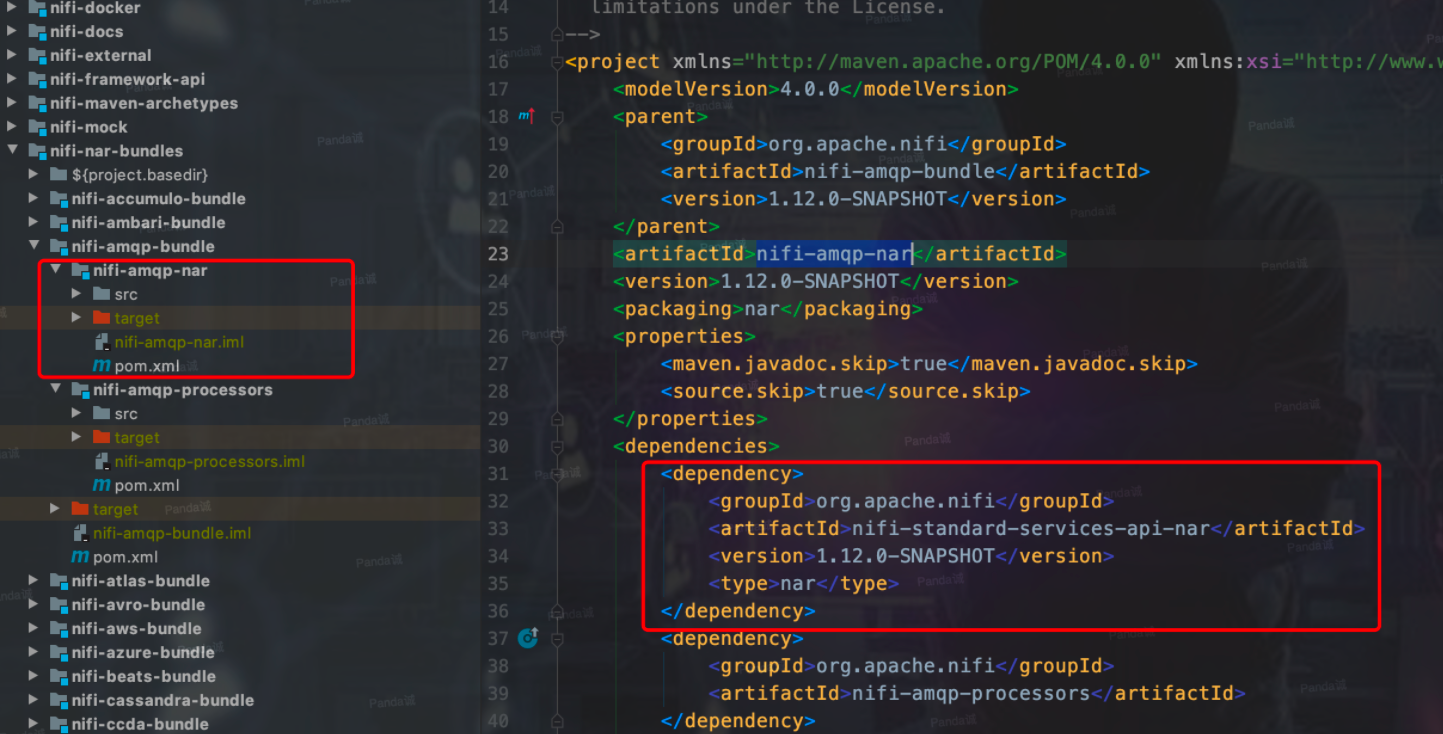 nifi-docker
nifi-docs
nifi-external
nifi-framework-api
nifi-maven-archetypes
nifi-mock
nifi-nar-bundles
${project.basedir}
nifi-accumulo-bundle
nifi-ambari-bundle
nifi-amqp-bundle
nifi-amqp-nar
src
target
nifi-amqp-nar.iml
pom.xml
nifi-amqp-processors
src
target
nifi-amqp-processors.iml
pom.xml
target
nifi-amqp-bundle.iml
pom.xml
nifi-atlas-bundle
nifi-avro-bundle
nifi-aws-bundle
nifi-azure-bundle
nifi-beats-bundle
nifi-cassandra-bundle
nifi-ccda-bundle
14 limitations under the License.
15 -->
16 <project xmlns="http://maven.apache.org/POM/4.0.0" xmlns:xsi="http://www.w
17 <modelVersion>4.0.0</modelVersion>
18 <parent>
19 <groupId>org.apache.nifi</groupId>
20 <artifactId>nifi-amqp-bundle</artifactId>
21 <version>1.12.0-SNAPSHOT</version>
22 </parent>
23 <artifactId>nifi-amqp-nar</artifactId>
24 <version>1.12.0-SNAPSHOT</version>
25 <packaging>nar</packaging>
26 <properties>
27 <maven.javadoc.skip>true</maven.javadoc.skip>
28 <source.skip>true</source.skip>
29 </properties>
30 <dependencies>
31 <dependency>
32 <groupId>org.apache.nifi</groupId>
33 <artifactId>nifi-standard-services-api-nar</artifactId>
34 <version>1.12.0-SNAPSHOT</version>
35 <type>nar</type>
36 </dependency>
37 <dependency>
38 <groupId>org.apache.nifi</groupId>
39 <artifactId>nifi-amqp-processors</artifactId>
40 </dependency>
Panda诚